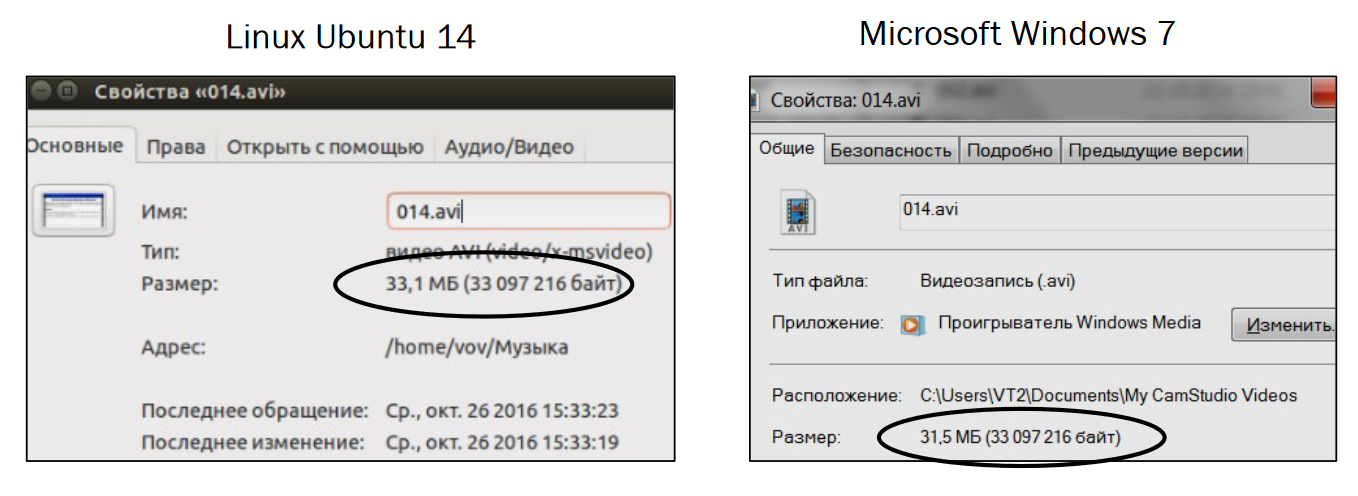 Linux Ubuntu 14
Свойства «014.avi»
Основные Права Открыть с помощью Аудио/Видео
Имя: 014.avi
Тип: видео AVI (video/x-msvideo)
Размер: 33,1 МБ (33 097 216 байт)
Адрес: /home/vov/Музыка
Последнее обращение: Ср., окт. 26 2016 15:33:23
Последнее изменение: Ср., окт. 26 2016 15:33:19
Microsoft Windows 7
Свойства: 014.avi
Общие Безопасность Подробно Предыдущие версии
AVI
014.avi
Тип файла: Видеозапись (.avi)
Приложение: Проигрыватель Windows Media Изменить.
Расположение: C:\Users\VT2\Documents\My CamStudio Videos
Размер: 31,5 МБ (33 097 216 байт)